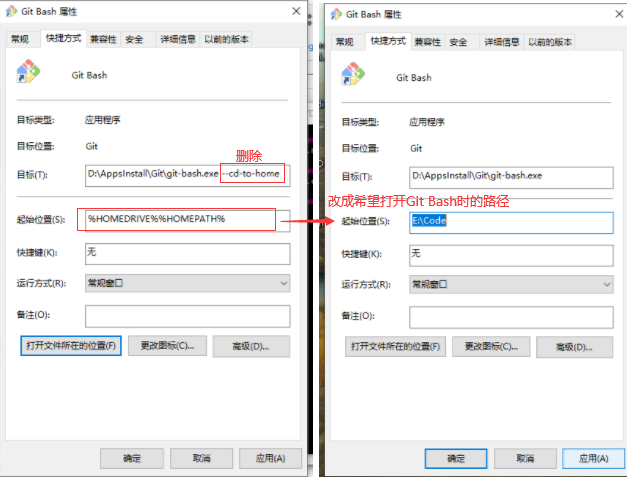 Git Bash 属性
常规 快捷方式 兼容性 安全 详细信息 以前的版本
Git Bash
目标类型: 应用程序
目标位置: Git
删除
目标(T): D:\AppsInstall\Git\git-bash.exe --cd-to-home
起始位置(S): %HOMEDRIVE%%HOMEPATH%
快捷键(K): 无
运行方式(R): 常规窗口
备注(O):
打开文件所在的位置(F) 更改图标(C)... 高级(D)...
确定 取消 应用(A)
改成希望打开Git Bash时的路径
Git Bash 属性
常规 快捷方式 兼容性 安全 详细信息 以前的版本
Git Bash
目标类型: 应用程序
目标位置: Git
目标(T): D:\AppsInstall\Git\git-bash.exe
起始位置(S): E:\Code
快捷键(K): 无
运行方式(R): 常规窗口
备注(O):
打开文件所在的位置(F) 更改图标(C)... 高级(D)...
确定 取消 应用(A)